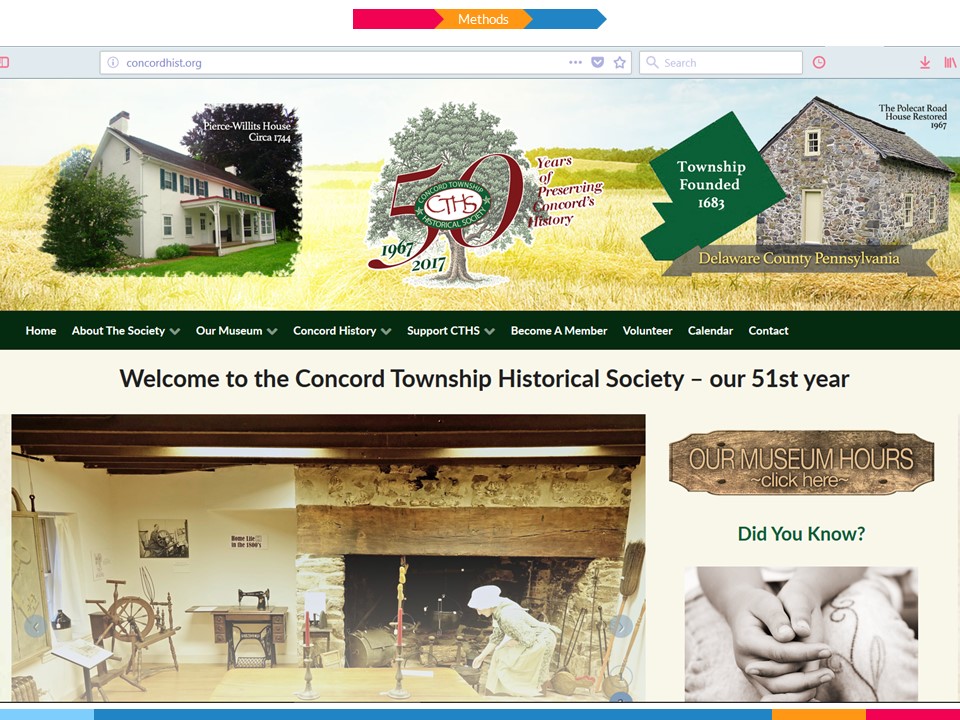 Methods
concordhist.org
Search
Pierce-Willits House
Circa 1744
50
Years
of
Preserving
Concord's
History
CONCORD TOWNSHIP
CTHS
HISTORICAL SOCIETY
1967
2017
Township
Founded
1683
The Polecat Road
House Restored
1967
Delaware County Pennsylvania
Home
About The Society
Our Museum
Concord History
Support CTHS
Become A Member
Volunteer
Calendar
Contact
Welcome to the Concord Township Historical Society – our 51st year
Home Life
in the 1800's
OUR MUSEUM HOURS
~click here~
Did You Know?